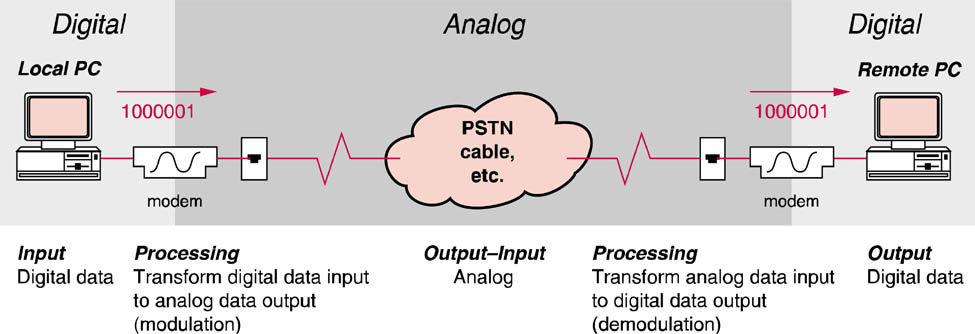 Digital
Analog
Digital
Local PC
Remote PC
1000001
1000001
PSTN
cable,
etc.
modem
modem
Input
Digital data
Processing
Transform digital data input
to analog data output
(modulation)
Output–Input
Analog
Processing
Transform analog data input
to digital data output
(demodulation)
Output
Digital data